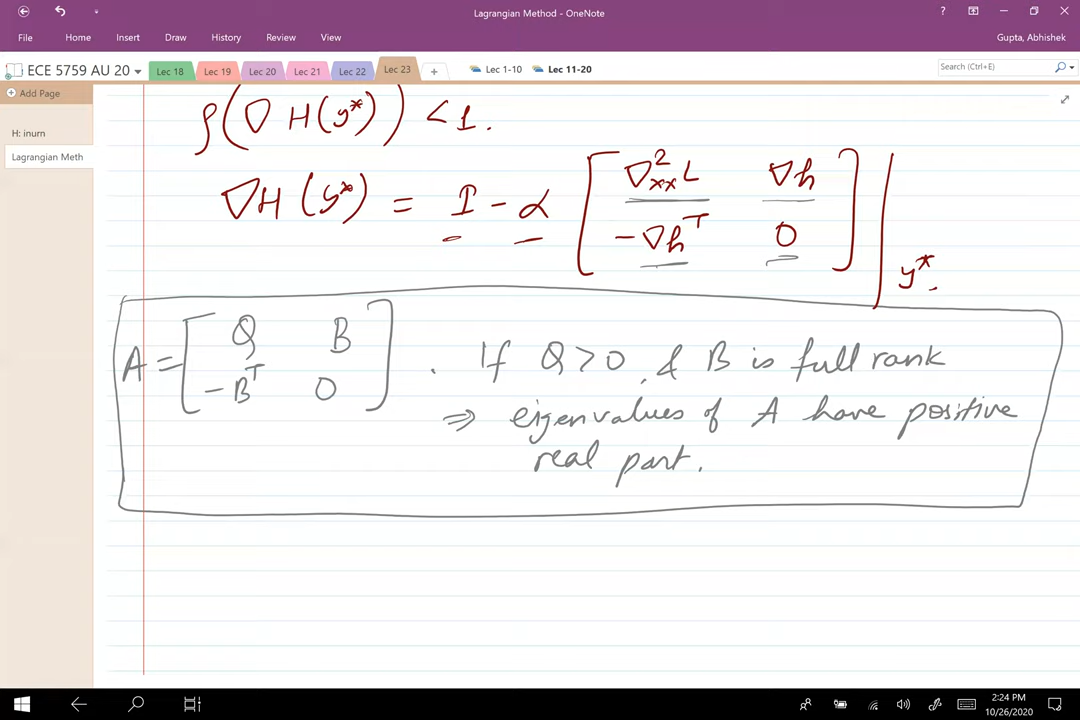 Lagrangian Method - OneNote
?
File Home Insert Draw History Review View
Gupta, Abhishek
ECE 5759 AU 20
Lec 18 Lec 19 Lec 20 Lec 21 Lec 22 Lec 23 +
Lec 1-10 Lec 11-20
Search (Ctrl+E)
Add Page
H: inurn
Lagrangian Meth
ρ(∇ H(y*)) < 1.
∇H (y*) = I - α [ ∇²xx L ∇h
-∇hᵀ 0 ] | y*.
A = [ Q B
-Bᵀ 0 ] . If Q > 0, & B is full rank
⇒ eigenvalues of A have positive
real part.
2:24 PM
10/26/2020